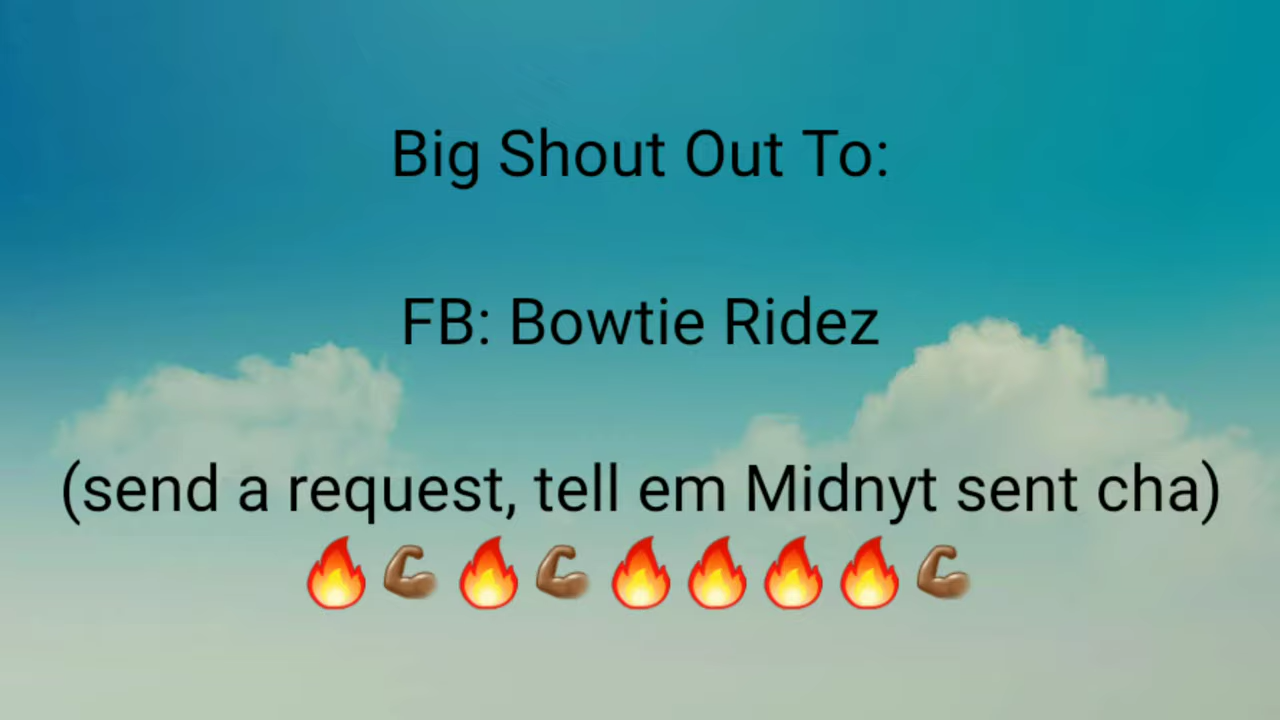 Big Shout Out To:
FB: Bowtie Ridez
(send a request, tell em Midnyt sent cha)
🔥💪🏾🔥💪🏾🔥🔥🔥🔥💪🏾